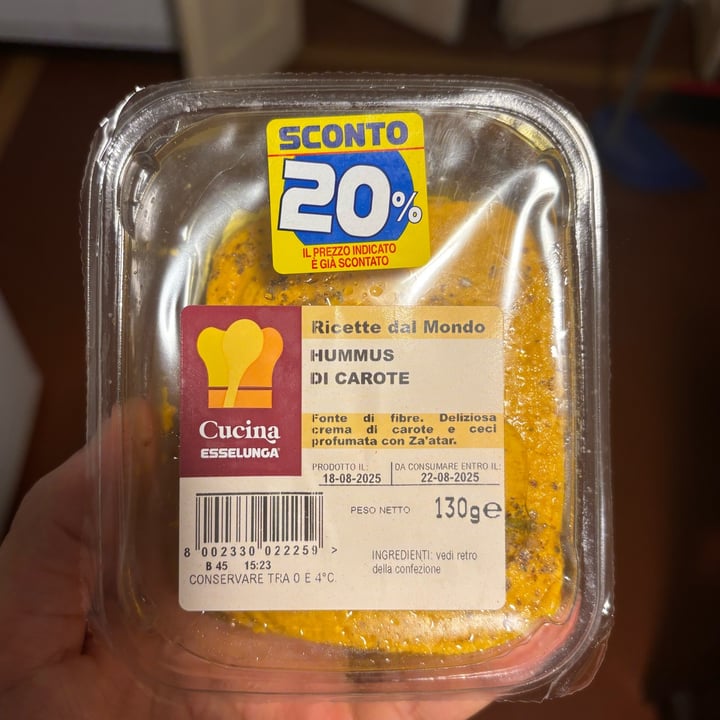 SCONTO
20%
IL PREZZO INDICATO
È GIÀ SCONTATO
Ricette dal Mondo
HUMMUS
DI CAROTE
Cucina
ESSELUNGA
Fonte di fibre. Deliziosa
crema di carote e ceci
profumata con Za'atar.
PRODOTTO IL:
18-08-2025
DA CONSUMARE ENTRO IL:
22-08-2025
PESO NETTO 130g e
8 002330 022259 >
B 45 15:23
CONSERVARE TRA 0 E 4°C.
INGREDIENTI: vedi retro
della confezione